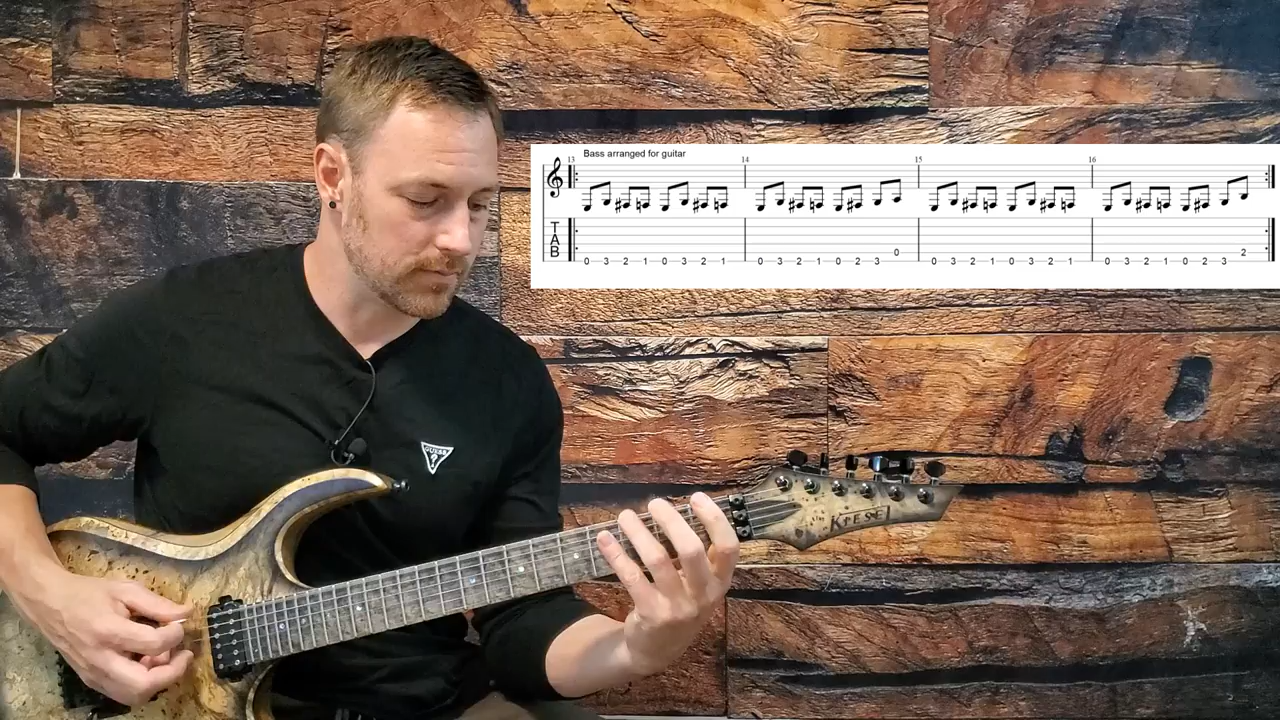 13 Bass arranged for guitar 14 15 16
T
A
B
0 3 2 1 0 3 2 1 0 3 2 1 0 2 3 0 0 3 2 1 0 3 2 1 0 3 2 1 0 2 3 2
GUESS
?
KIESEL